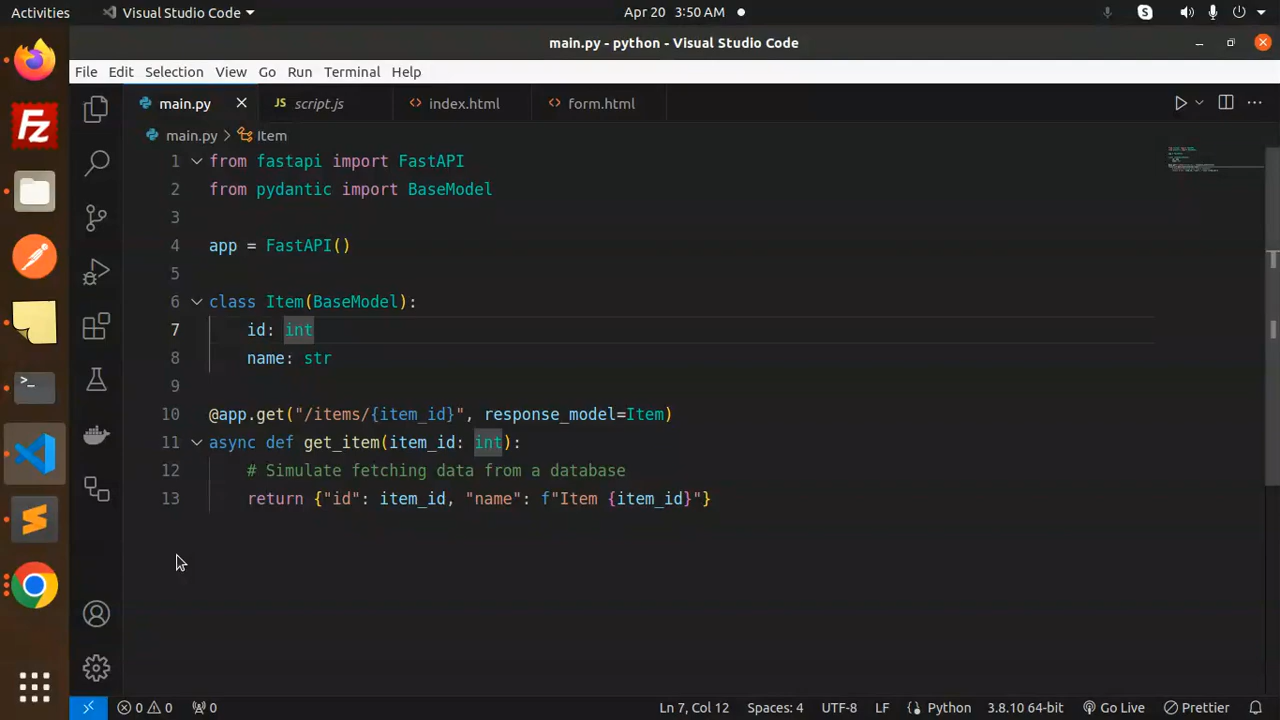 Activities
Visual Studio Code
Apr 20 3:50 AM
main.py - python - Visual Studio Code
File Edit Selection View Go Run Terminal Help
main.py
JS script.js
<> index.html
<> form.html
main.py > Item
1 from fastapi import FastAPI
2 from pydantic import BaseModel
3
4 app = FastAPI()
5
6 class Item(BaseModel):
7 id: int
8 name: str
9
10 @app.get("/items/{item_id}", response_model=Item)
11 async def get_item(item_id: int):
12 # Simulate fetching data from a database
13 return {"id": item_id, "name": f"Item {item_id}"}
0 0 0 Ln 7, Col 12 Spaces: 4 UTF-8 LF Python 3.8.10 64-bit Go Live Prettier